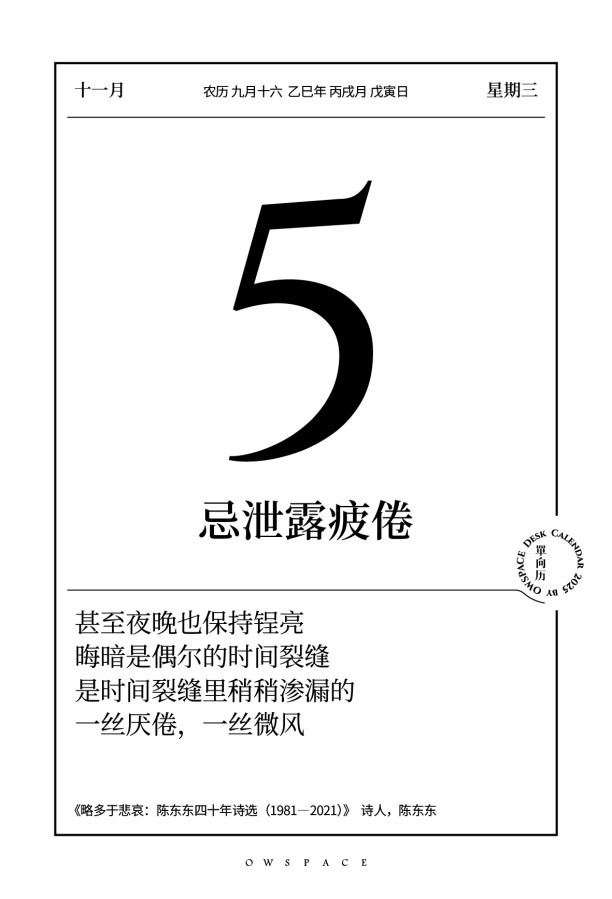 十一月 农历 九月十六 乙巳年 丙戌月 戊寅日 星期三
5
忌泄露疲倦
OWSPACE DESK CALENDAR 2025 BY
單向历
甚至夜晚也保持锃亮
晦暗是偶尔的时间裂缝
是时间裂缝里稍稍渗漏的
一丝厌倦，一丝微风
《略多于悲哀：陈东东四十年诗选（1981—2021）》 诗人，陈东东
OWSPACE